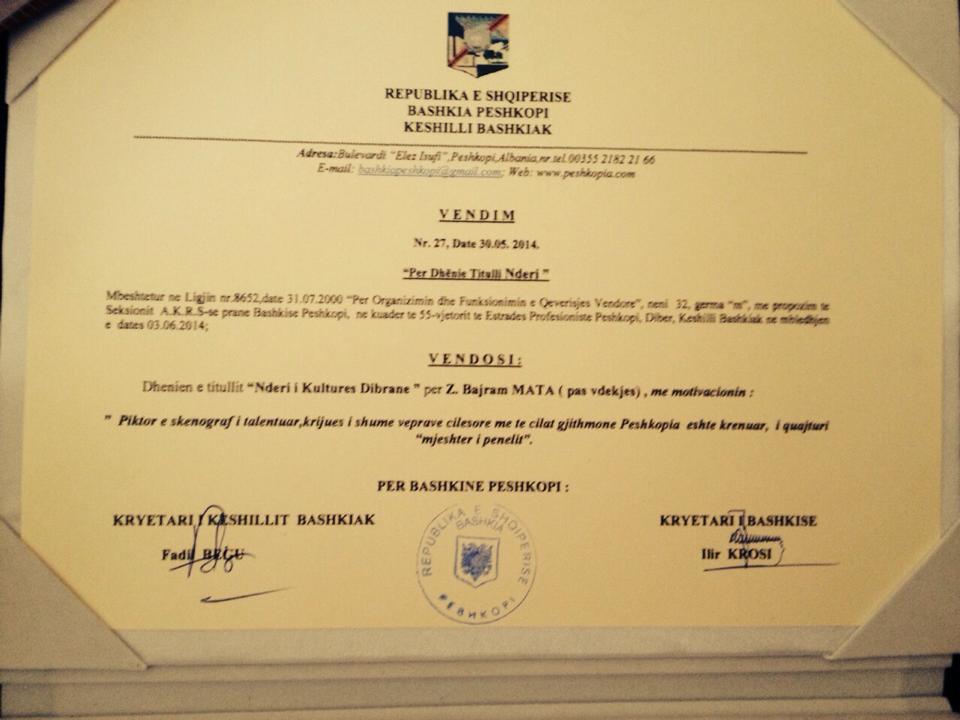 REPUBLIKA E SHQIPERISE
BASHKIA PESHKOPI
KESHILLI BASHKIAK
Adresa:Bulevardi "Elez Isufi",Peshkopi,Albania,nr.tel.00355 2182 21 66
E-mail: bashkiapeshkopi@gmail.com; Web: www.peshkopia.com
VENDIM
Nr. 27, Date 30.05. 2014.
"Per Dhënie Titulli Nderi "
Mbeshtetur ne Ligjin nr.8652,date 31.07.2000 "Per Organizimin dhe Funksionimin e Qeverisjes Vendore", neni 32, germa "m", me propozim te
Seksionit A.K.R.S-se prane Bashkise Peshkopi, ne kuader te 55-vjetorit te Estrades Profesioniste Peshkopi, Diber, Keshilli Bashkiak ne mbledhjen
e dates 03.06.2014;
VENDOSI:
Dhenien e titullit "Nderi i Kultures Dibrane " per Z. Bajram MATA ( pas vdekjes) , me motivacionin :
" Piktor e skenograf i talentuar,krijues i shume veprave cilesore me te cilat gjithmone Peshkopia eshte krenuar, i quajturi
"mjeshter i penelit".
PER BASHKINE PESHKOPI :
KRYETARI I KESHILLIT BASHKIAK
Fadil BEGU
KRYETARI I BASHKISE
Ilir KROSI
REPUBLIKA E SHQIPERISE
BASHKIA
PESHKOPI